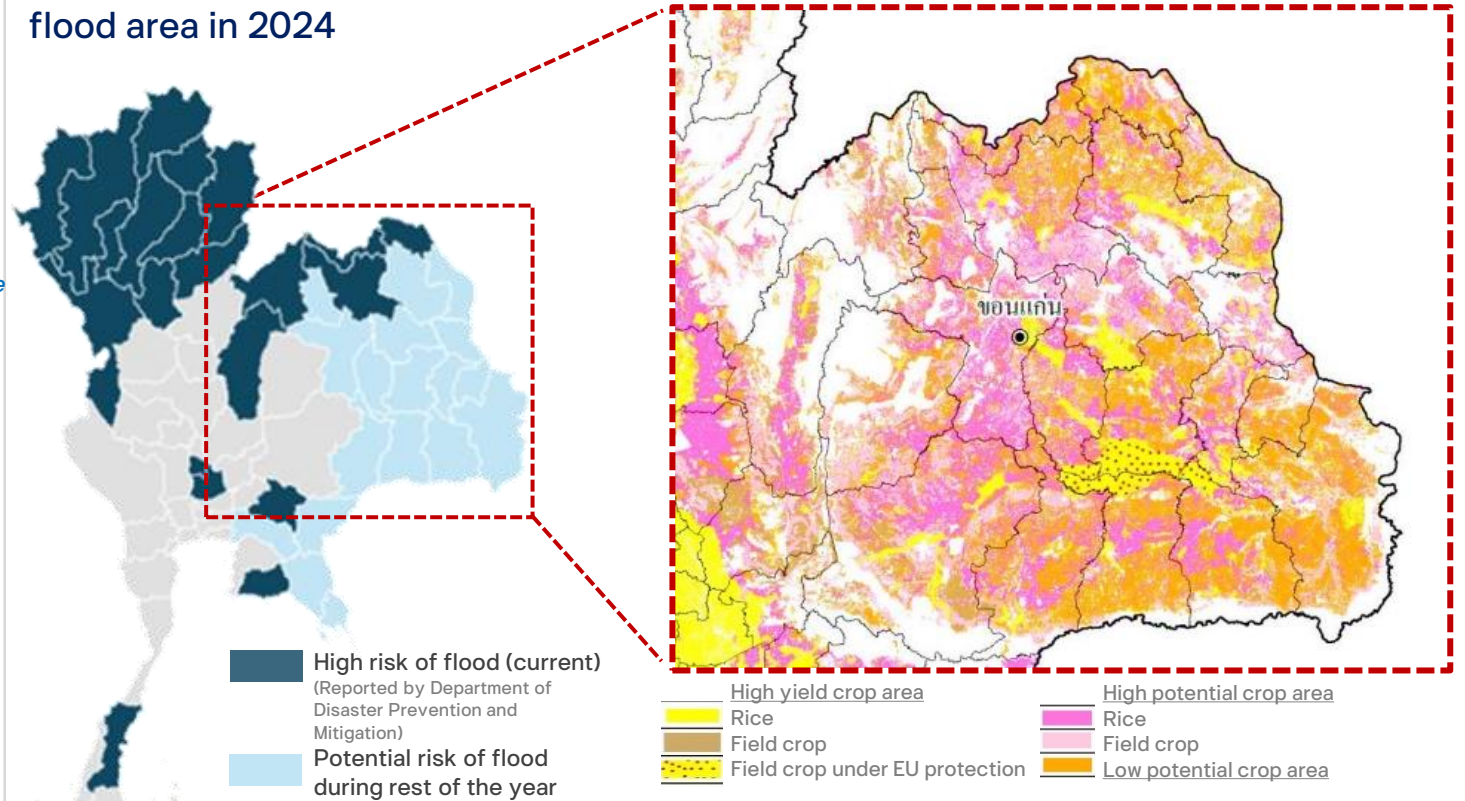 flood area in 2024
e
ขอนแก่น
High risk of flood (current)
(Reported by Department of
Disaster Prevention and
Mitigation)
Potential risk of flood
during rest of the year
High yield crop area
Rice
Field crop
Field crop under EU protection
High potential crop area
Rice
Field crop
Low potential crop area